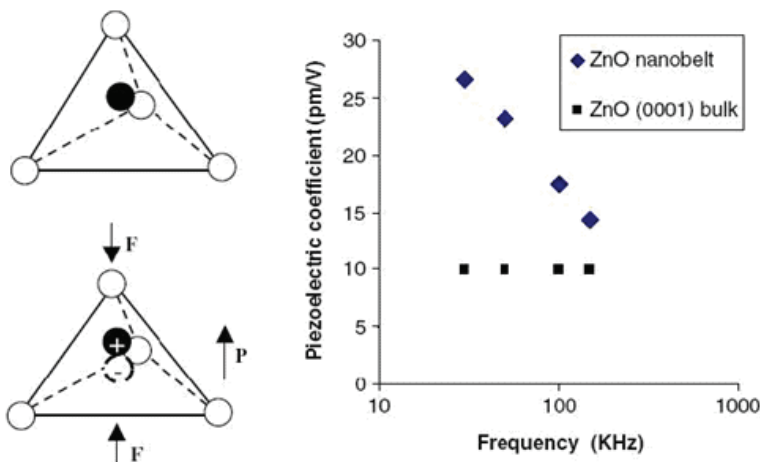 F
+
-
P
F
Piezoelectric coefficient (pm/V)
30
25
20
15
10
5
0
10
100
1000
Frequency (KHz)
ZnO nanobelt
ZnO (0001) bulk